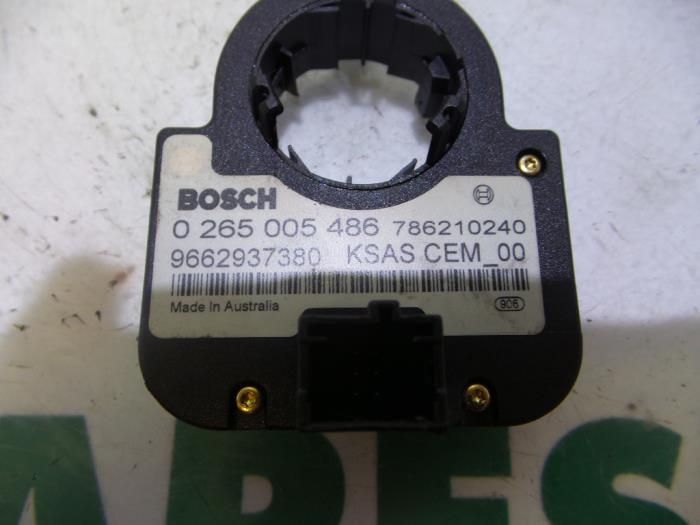 BOSCH
0 265 005 486 786210240
9662937380 KSAS CEM_00
Made In Australia 906